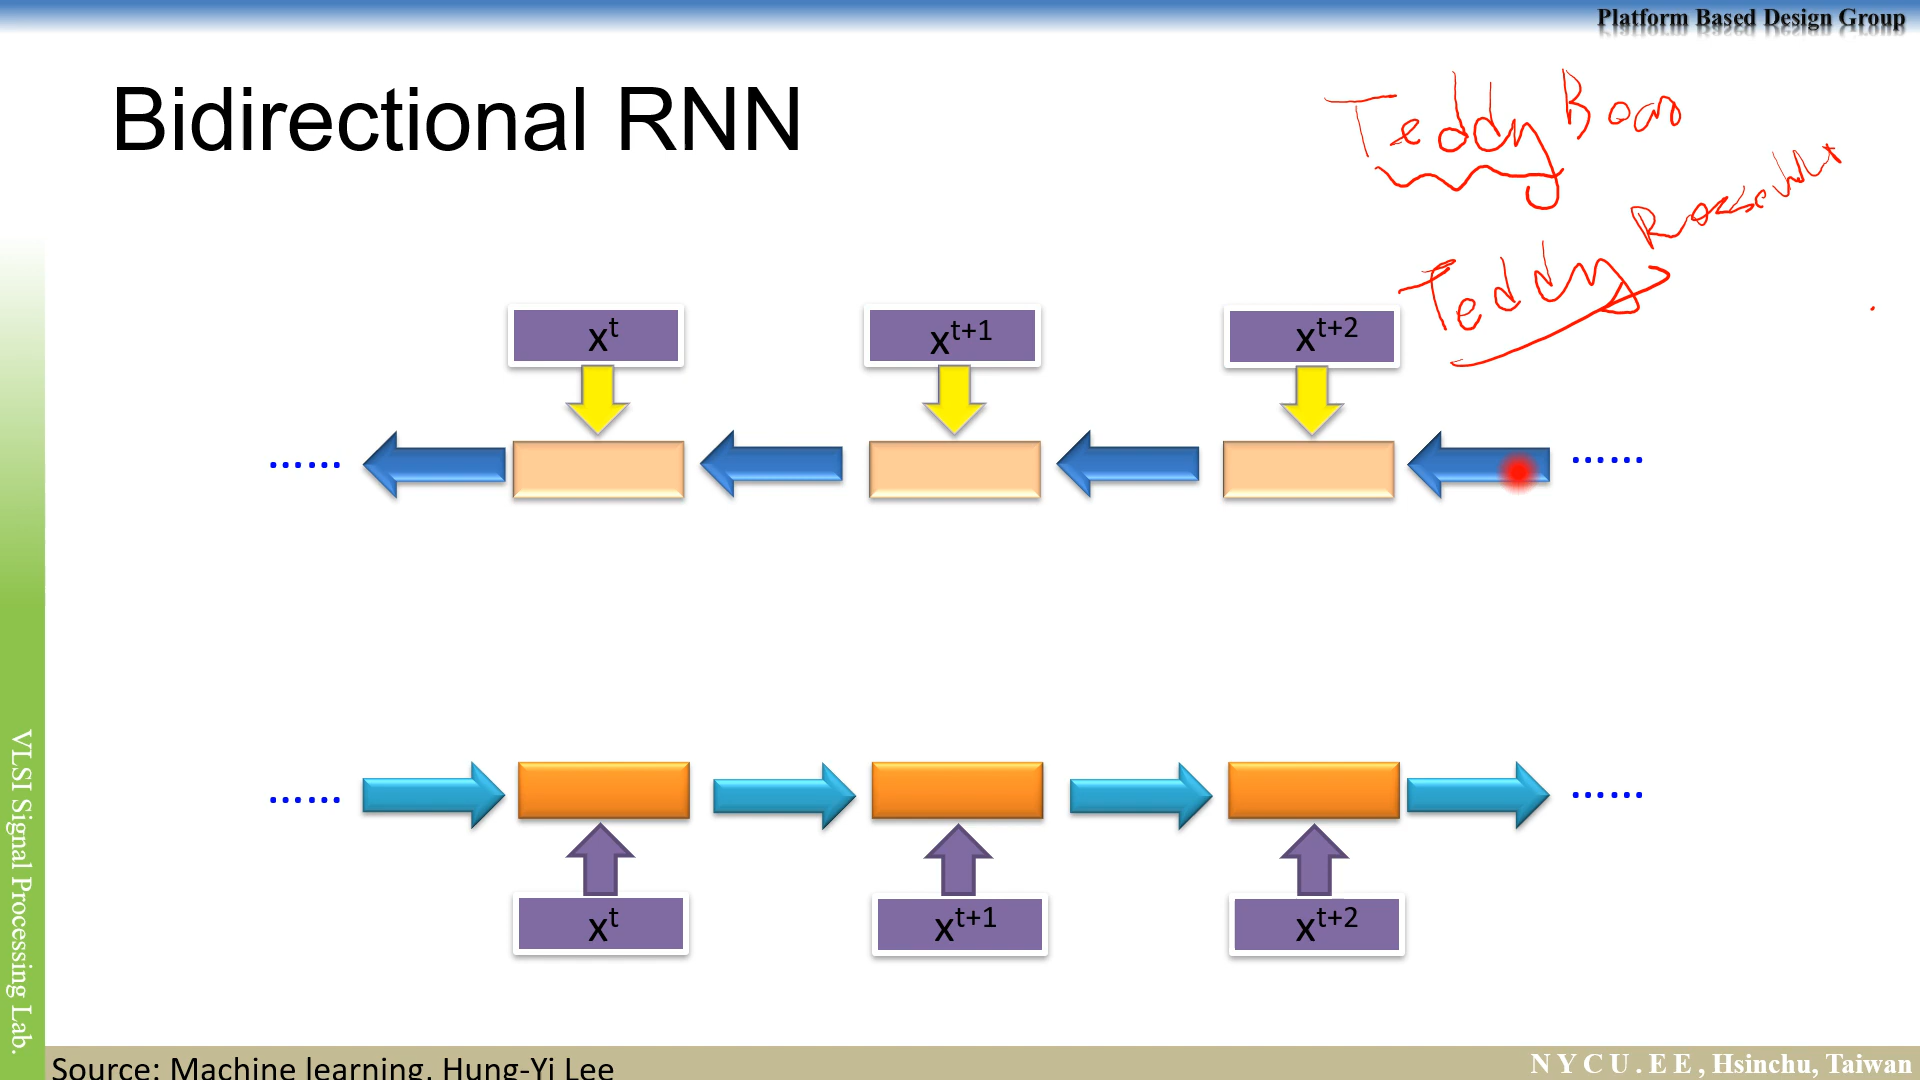 Platform Based Design Group
Bidirectional RNN
Teddy Bear
Teddy
xᵗ
xᵗ⁺¹
xᵗ⁺²
......
......
......
......
xᵗ
xᵗ⁺¹
xᵗ⁺²
VLSI Signal Processing Lab.
Source: Machine learning, Hung-Yi Lee
N Y C U . E E , Hsinchu, Taiwan